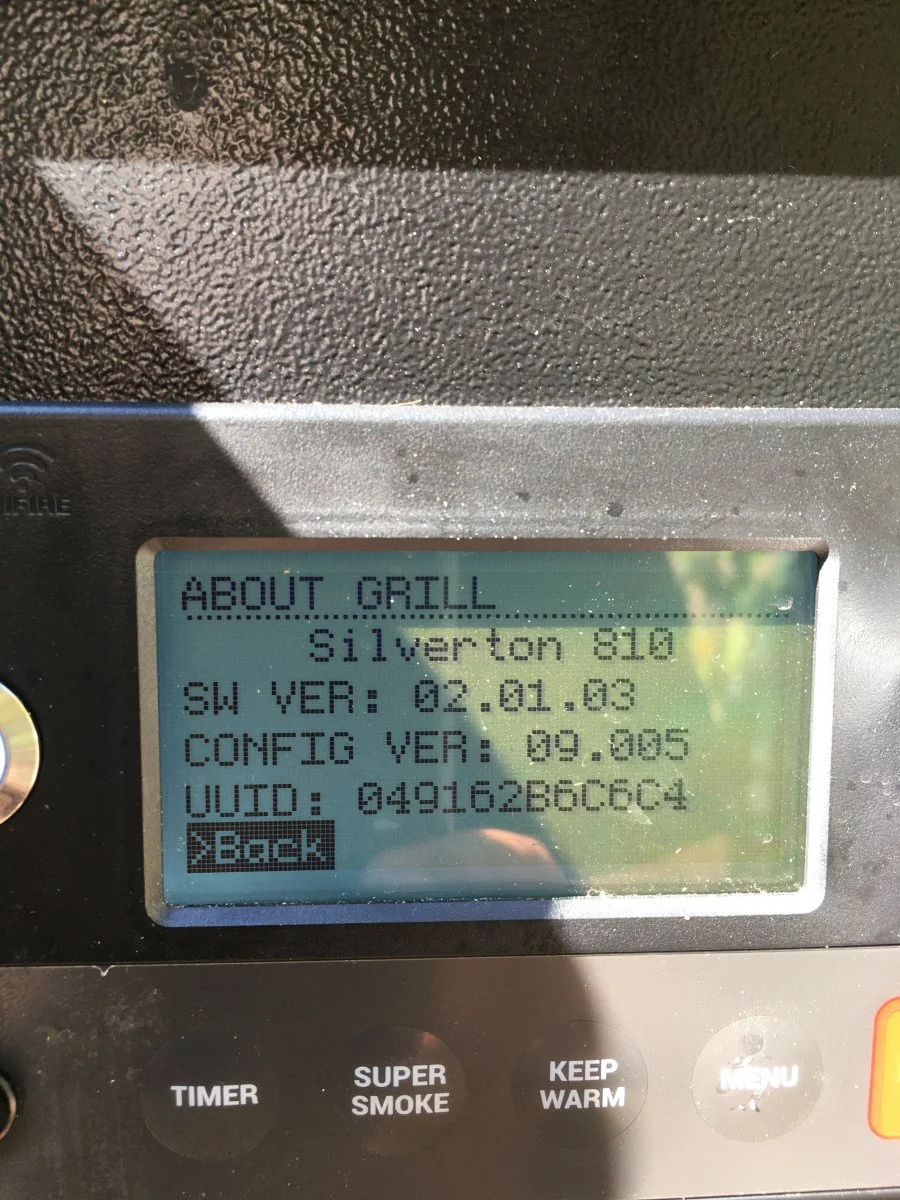 ABOUT GRILL
Silverton 810
SW VER: 02.01.03
CONFIG VER: 09.005
UUID: 049162B6C6C4
>Back
TIMER
SUPER
SMOKE
KEEP
WARM
MENU